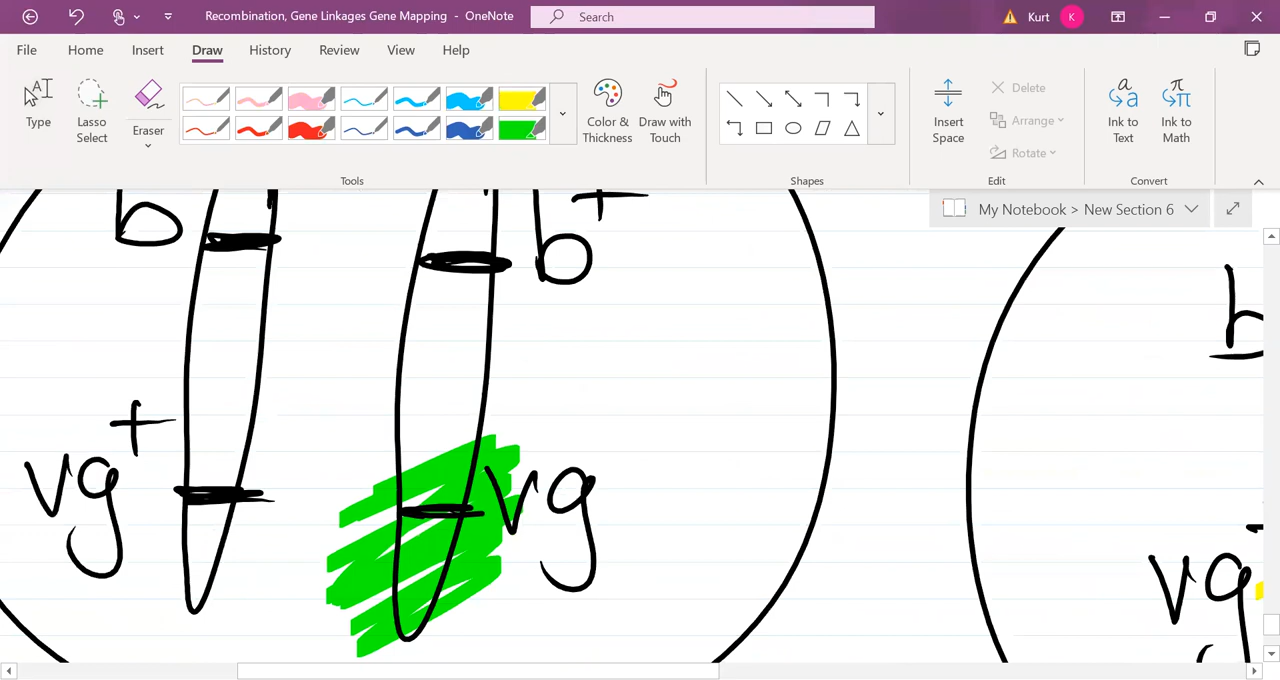 Recombination, Gene Linkages Gene Mapping - OneNote
Search
Kurt
K
File Home Insert Draw History Review View Help
Type
Lasso Select
Eraser
Color & Thickness
Draw with Touch
Insert Space
Delete
Arrange
Rotate
Ink to Text
Ink to Math
Tools
Shapes
Edit
Convert
My Notebook > New Section 6
b
b+
vg+
vg
b
vg